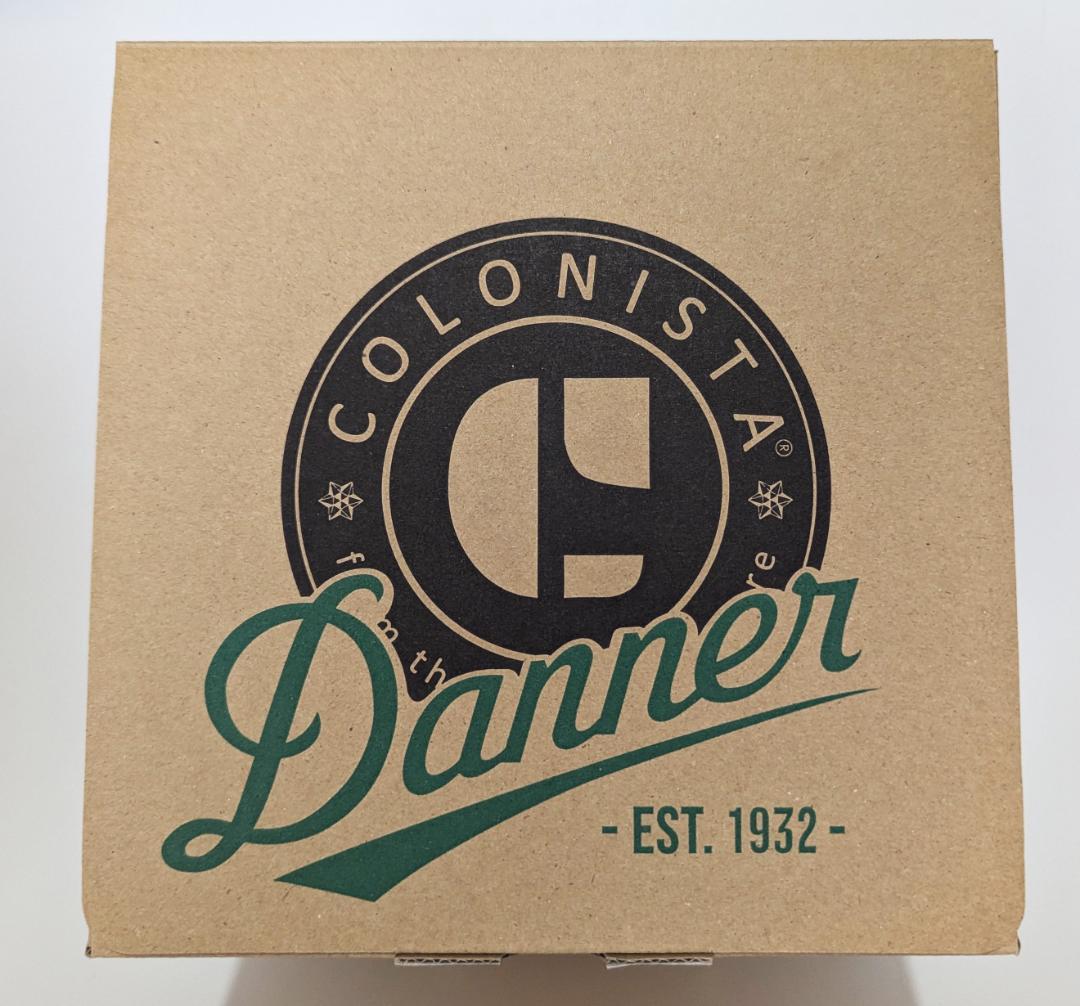 COLONISTA®
Danner
- EST. 1932 -